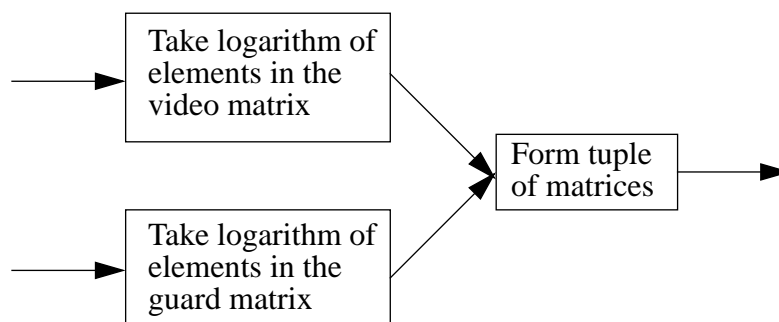 Take logarithm of
elements in the
video matrix
Form tuple
of matrices
Take logarithm of
elements in the
guard matrix